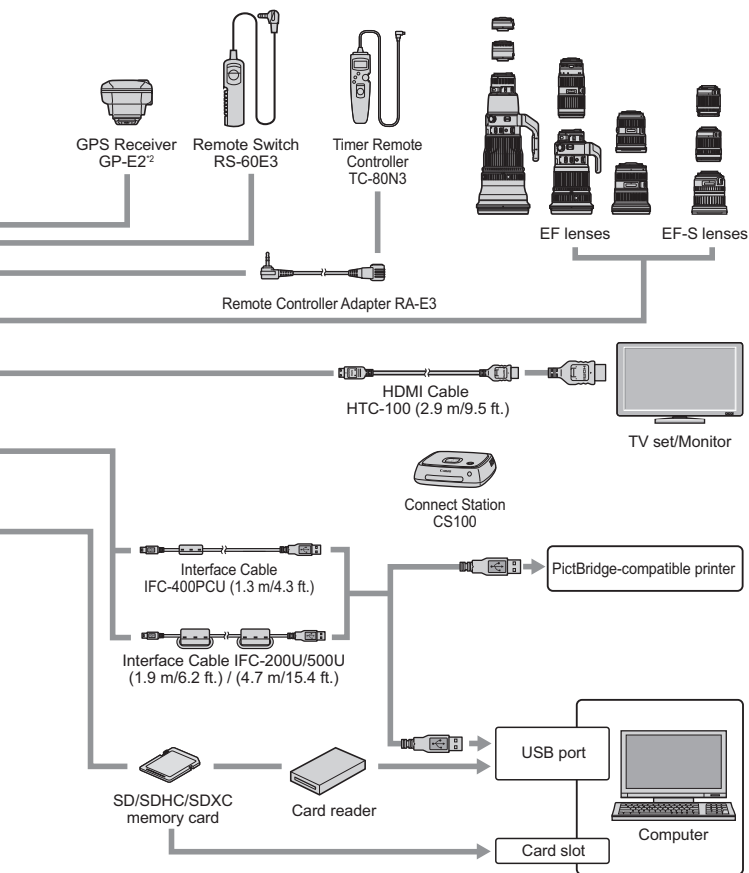 GPS Receiver
GP-E2*2
Remote Switch
RS-60E3
Timer Remote
Controller
TC-80N3
EF lenses
EF-S lenses
Remote Controller Adapter RA-E3
HDMI Cable
HTC-100 (2.9 m/9.5 ft.)
TV set/Monitor
Canon
Connect Station
CS100
Interface Cable
IFC-400PCU (1.3 m/4.3 ft.)
PictBridge-compatible printer
Interface Cable IFC-200U/500U
(1.9 m/6.2 ft.) / (4.7 m/15.4 ft.)
USB port
SD/SDHC/SDXC
memory card
Card reader
Computer
Card slot